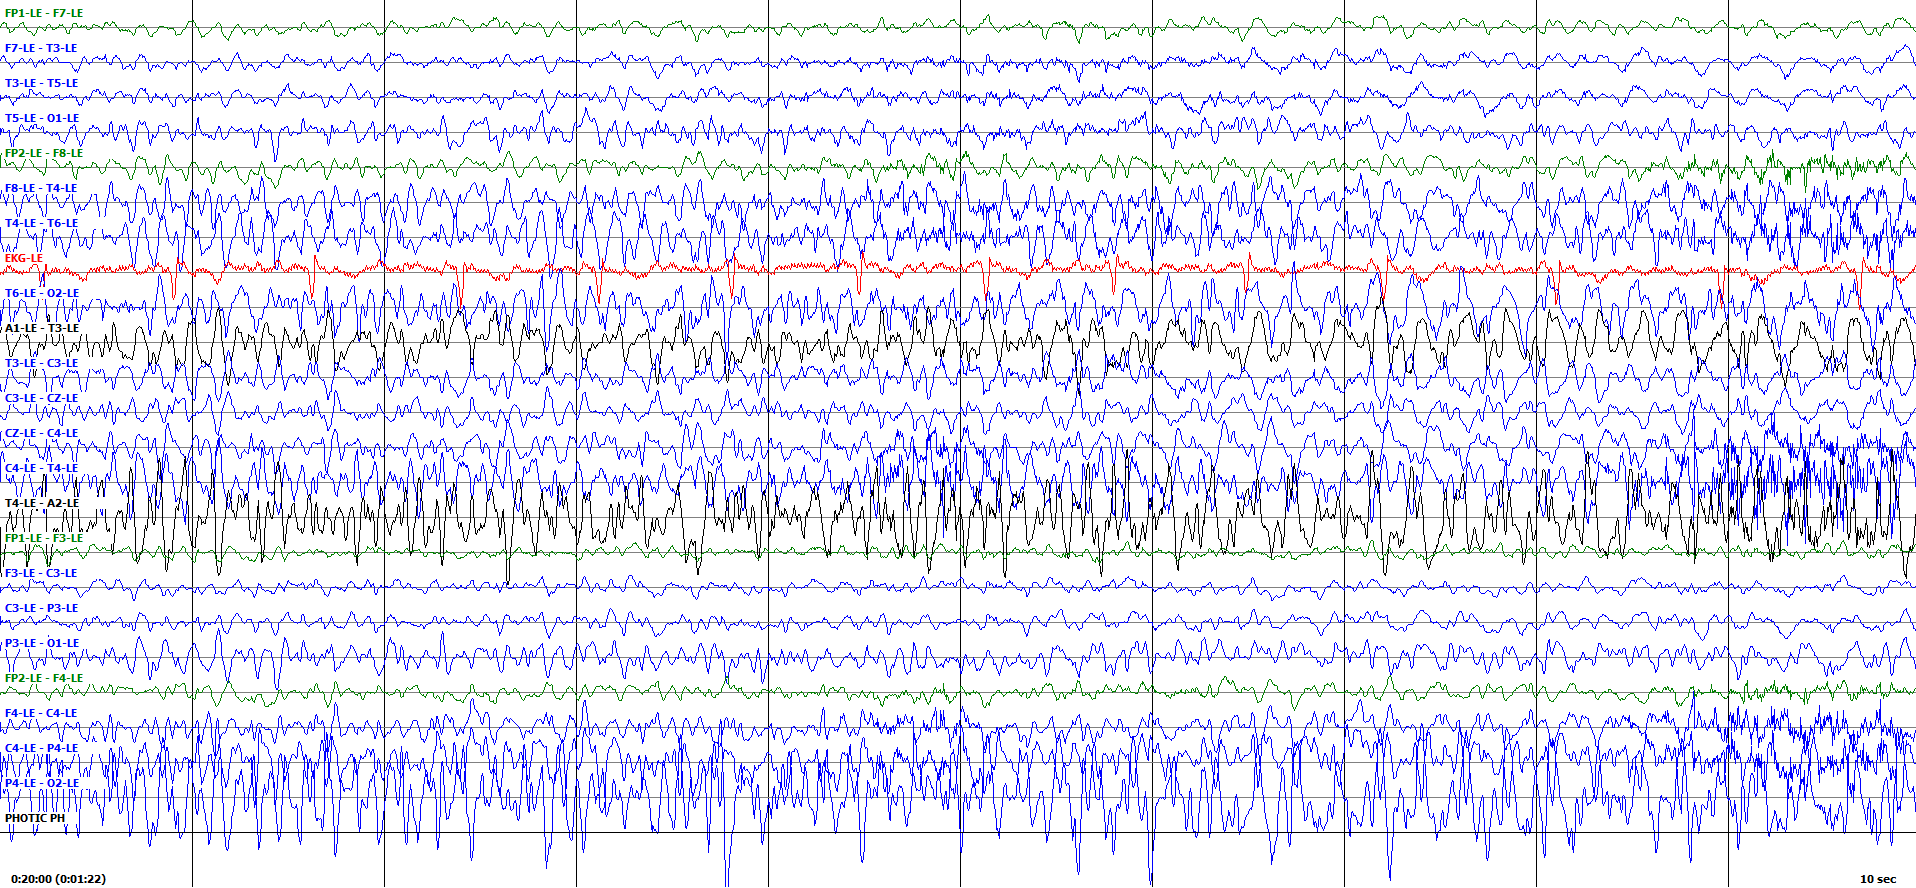 FP1-LE - F7-LE
F7-LE - T3-LE
T3-LE - T5-LE
T5-LE - O1-LE
FP2-LE - F8-LE
F8-LE - T4-LE
T4-LE - T6-LE
EKG-LE
T6-LE - O2-LE
A1-LE - T3-LE
T3-LE - C3-LE
C3-LE - CZ-LE
CZ-LE - C4-LE
C4-LE - T4-LE
T4-LE - A2-LE
FP1-LE - F3-LE
F3-LE - C3-LE
C3-LE - P3-LE
P3-LE - O1-LE
FP2-LE - F4-LE
F4-LE - C4-LE
C4-LE - P4-LE
P4-LE - O2-LE
PHOTIC PH
0:20:00 (0:01:22)
10 sec